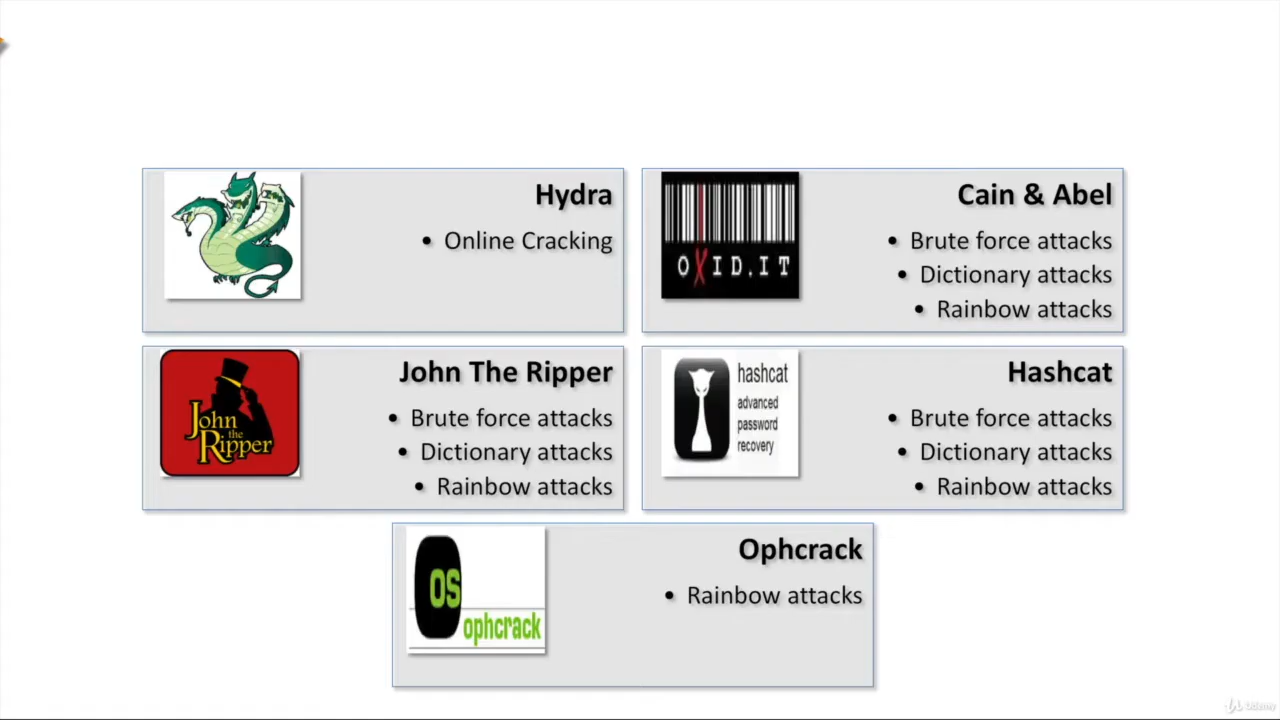 Hydra
• Online Cracking
OXID.IT
Cain & Abel
• Brute force attacks
• Dictionary attacks
• Rainbow attacks
John
the
Ripper
John The Ripper
• Brute force attacks
• Dictionary attacks
• Rainbow attacks
hashcat
advanced
password
recovery
Hashcat
• Brute force attacks
• Dictionary attacks
• Rainbow attacks
OS
ophcrack
Ophcrack
• Rainbow attacks
Udemy